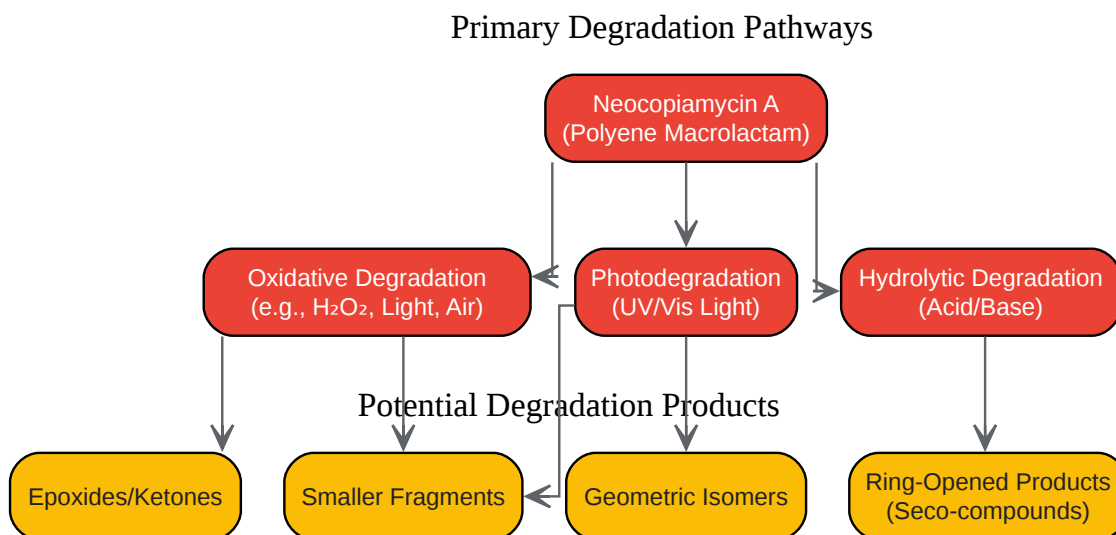 Primary Degradation Pathways
Neocopiamycin A
(Polyene Macrolactam)
Oxidative Degradation
(e.g., H₂O₂, Light, Air)
Photodegradation
(UV/Vis Light)
Hydrolytic Degradation
(Acid/Base)
Potential Degradation Products
Epoxides/Ketones
Smaller Fragments
Geometric Isomers
Ring-Opened Products
(Seco-compounds)